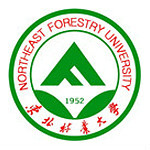 NORTHEAST FORESTRY UNIVERSITY
1952
东北林业大学